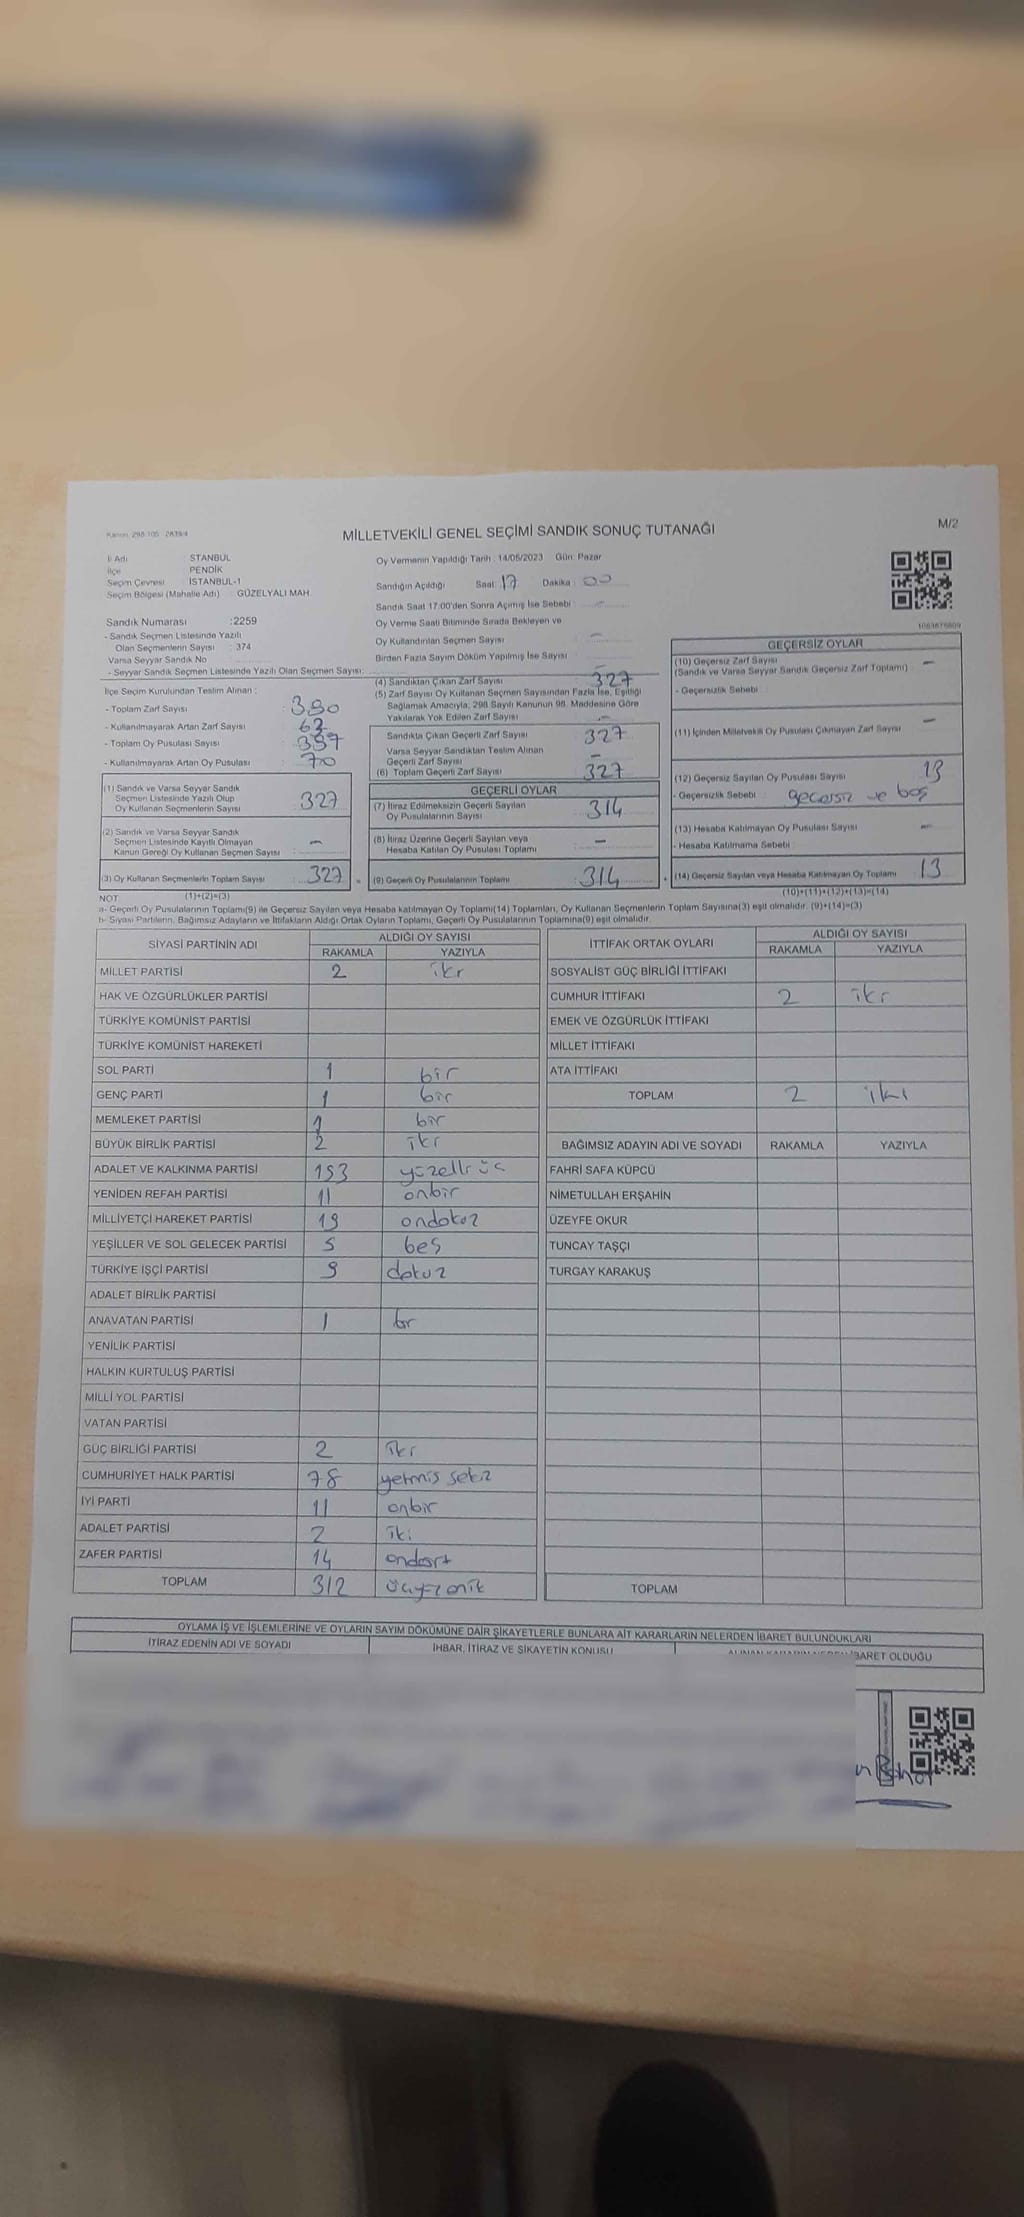 M/2
MİLLETVEKİLİ GENEL SEÇİMİ SANDIK SONUÇ TUTANAĞI
İl Adı : STANBUL
İlçe PENDİK
Seçim Çevresi : İSTANBUL-1
Seçim Bölgesi (Mahalle Adı) : GÜZELYALI MAH.
Sandık Numarası :2259
- Sandık Seçmen Listesinde Yazılı
Olan Seçmenlerin Sayısı : 374
Varsa Seyyar Sandık No
- Seyyar Sandık Seçmen Listesinde Yazılı Olan Seçmen Sayısı:
İlçe Seçim Kurulundan Teslim Alınan :
- Toplam Zarf Sayısı : 390
- Kullanılmayarak Artan Zarf Sayısı : 63
- Toplam Oy Pusulası Sayısı : 397
- Kullanılmayarak Artan Oy Pusulası : 70
(1) Sandık ve Varsa Seyyar Sandık
Seçmen Listesinde Yazılı Olup
Oy Kullanan Seçmenlerin Sayısı : 327
(2) Sandık ve Varsa Seyyar Sandık
Seçmen Listesinde Kayıtlı Olmayan
Kanun Gereği Oy Kullanan Seçmen Sayısı : -
(3) Oy Kullanan Seçmenlerin Toplam Sayısı : 327
Oy Vermenin Yapıldığı Tarih : 14/05/2023 Gün: Pazar
Sandığın Açıldığı Saat: 17 Dakika : 00
Sandık Saat 17.00'den Sonra Açılmış İse Sebebi : -
Oy Verme Saati Bitiminde Sırada Bekleyen ve
Oy Kullandırılan Seçmen Sayısı : -
Birden Fazla Sayım Döküm Yapılmış İse Sayısı : -
(4) Sandıktan Çıkan Zarf Sayısı : 327
(5) Zarf Sayısı Oy Kullanan Seçmen Sayısından Fazla İse, Eşitliği
Sağlamak Amacıyla, 298 Sayılı Kanunun 98. Maddesine Göre
Yakılarak Yok Edilen Zarf Sayısı : -
Sandıkta Çıkan Geçerli Zarf Sayısı : 327
Varsa Seyyar Sandıktan Teslim Alınan
Geçerli Zarf Sayısı : -
(6) Toplam Geçerli Zarf Sayısı : 327
GEÇERLİ OYLAR
(7) İtiraz Edilmeksizin Geçerli Sayılan
Oy Pusulalarının Sayısı : 314
(8) İtiraz Üzerine Geçerli Sayılan veya
Hesaba Katılan Oy Pusulası Toplamı : -
(9) Geçerli Oy Pusulalarının Toplamı : 314
GEÇERSİZ OYLAR
(10) Geçersiz Zarf Sayısı -
(Sandık ve Varsa Seyyar Sandık Geçersiz Zarf Toplamı)
- Geçersizlik Sebebi :
(11) İçinden Milletvekili Oy Pusulası Çıkmayan Zarf Sayısı -
(12) Geçersiz Sayılan Oy Pusulası Sayısı : 13
- Geçersizlik Sebebi : geçersiz ve boş
(13) Hesaba Katılmayan Oy Pusulası Sayısı : -
- Hesaba Katılmama Sebebi :
(14) Geçersiz Sayılan veya Hesaba Katılmayan Oy Toplamı : 13
NOT (1)+(2)=(3) (10)+(11)+(12)+(13)=(14)
a- Geçerli Oy Pusulalarının Toplamı(9) ile Geçersiz Sayılan veya Hesaba katılmayan Oy Toplamı(14) Toplamları, Oy Kullanan Seçmenlerin Toplam Sayısına(3) eşit olmalıdır. (9)+(14)=(3)
b- Siyasi Partilerin, Bağımsız Adayların ve İttifakların Aldığı Ortak Oyların Toplamı, Geçerli Oy Pusulalarının Toplamına(9) eşit olmalıdır.
SİYASİ PARTİNİN ADI ALDIĞI OY SAYISI
RAKAMLA YAZIYLA
MİLLET PARTİSİ 2 iki
HAK VE ÖZGÜRLÜKLER PARTİSİ
TÜRKİYE KOMÜNİST PARTİSİ
TÜRKİYE KOMÜNİST HAREKETİ
SOL PARTİ 1 bir
GENÇ PARTİ 1 bir
MEMLEKET PARTİSİ 1 bir
BÜYÜK BİRLİK PARTİSİ 2 iki
ADALET VE KALKINMA PARTİSİ 153 yüzelli üç
YENİDEN REFAH PARTİSİ 11 onbir
MİLLİYETÇİ HAREKET PARTİSİ 19 ondokuz
YEŞİLLER VE SOL GELECEK PARTİSİ 5 beş
TÜRKİYE İŞÇİ PARTİSİ 9 dokuz
ADALET BİRLİK PARTİSİ
ANAVATAN PARTİSİ 1 bir
YENİLİK PARTİSİ
HALKIN KURTULUŞ PARTİSİ
MİLLİ YOL PARTİSİ
VATAN PARTİSİ
GÜÇ BİRLİĞİ PARTİSİ 2 iki
CUMHURİYET HALK PARTİSİ 78 yetmiş sekiz
İYİ PARTİ 11 onbir
ADALET PARTİSİ 2 iki
ZAFER PARTİSİ 14 ondört
TOPLAM 312 üçyüzoniki
İTTİFAK ORTAK OYLARI ALDIĞI OY SAYISI
RAKAMLA YAZIYLA
SOSYALİST GÜÇ BİRLİĞİ İTTİFAKI
CUMHUR İTTİFAKI 2 iki
EMEK VE ÖZGÜRLÜK İTTİFAKI
MİLLET İTTİFAKI
ATA İTTİFAKI
TOPLAM 2 iki
BAĞIMSIZ ADAYIN ADI VE SOYADI RAKAMLA YAZIYLA
FAHRİ SAFA KÜPCÜ
NİMETULLAH ERŞAHİN
ÜZEYFE OKUR
TUNCAY TAŞÇI
TURGAY KARAKUŞ
TOPLAM
OYLAMA İŞ VE İŞLEMLERİNE VE OYLARIN SAYIM DÖKÜMÜNE DAİR ŞİKAYETLERLE BUNLARA AİT KARARLARIN NELERDEN İBARET BULUNDUKLARI
İTİRAZ EDENİN ADI VE SOYADI İHBAR, İTİRAZ VE ŞİKAYETİN KONUSU İBARET OLDUĞU